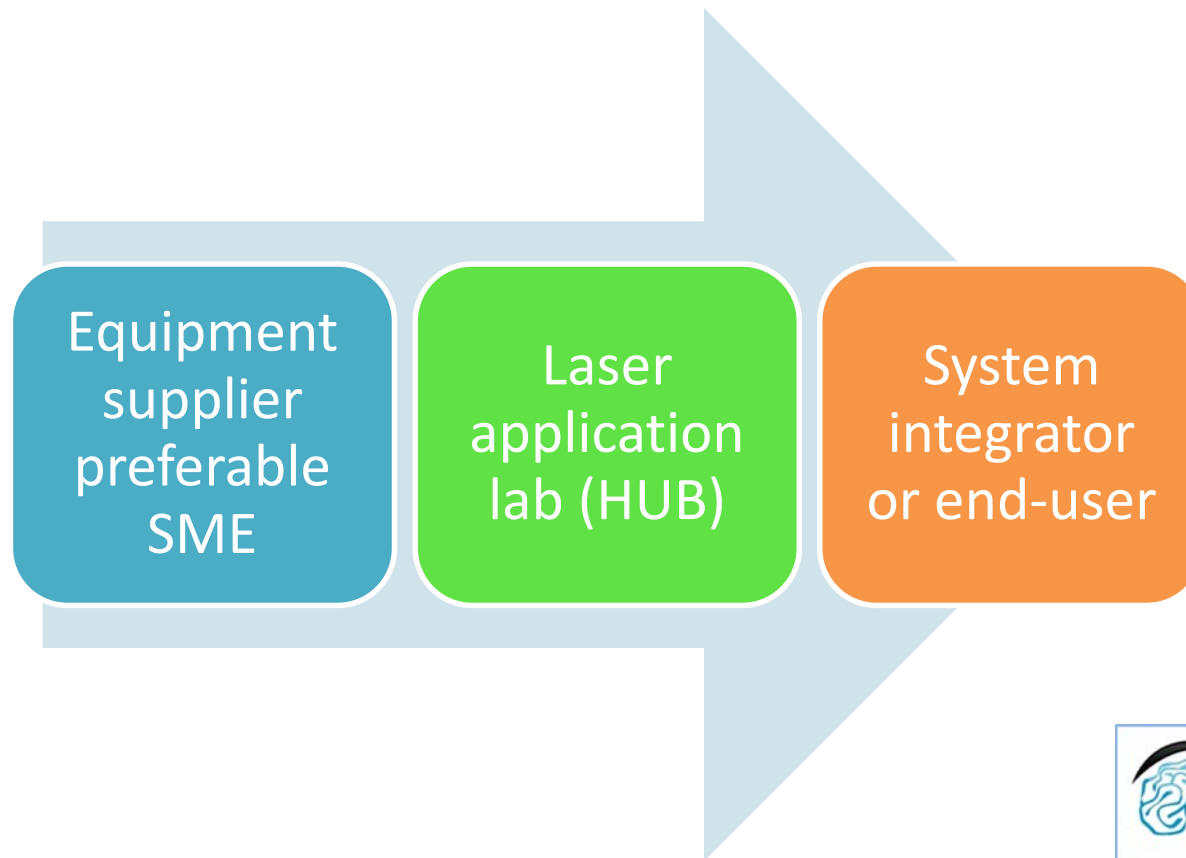 Equipment
supplier
preferable
SME
Laser
application
lab (HUB)
System
integrator
or end-user